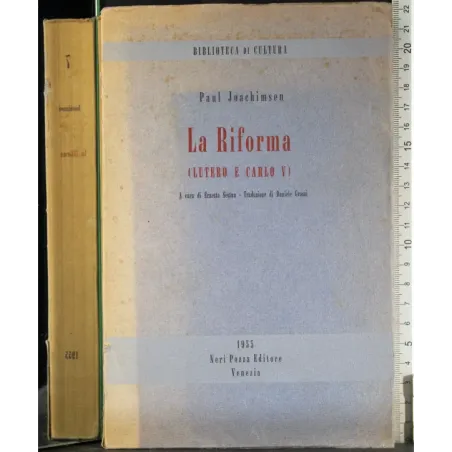 BIBLIOTECA DI CULTURA
Paul Joachimsen
La Riforma
(LUTERO E CARLO V)
A cura di Ernesto Sestan - Traduzione di Daniele
1955
Neri Pozza Editore
Venezia